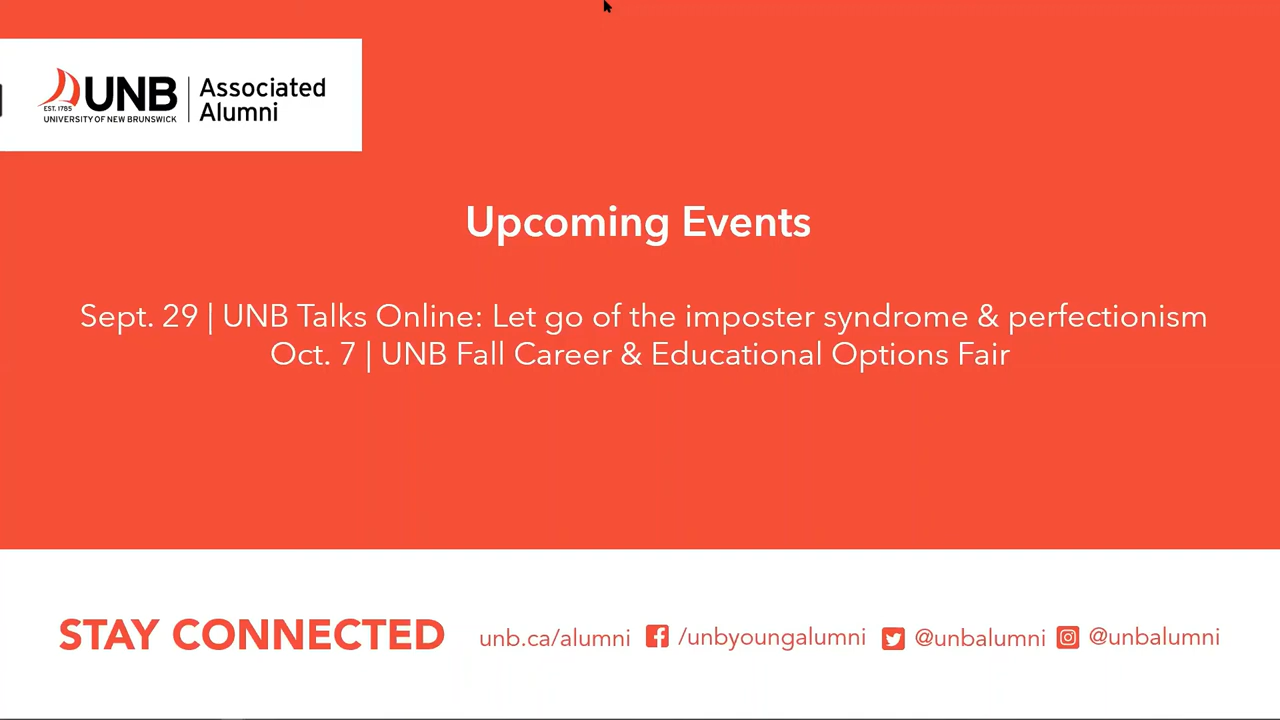 UNB
EST. 1785
UNIVERSITY OF NEW BRUNSWICK
Associated
Alumni
Upcoming Events
Sept. 29 | UNB Talks Online: Let go of the imposter syndrome & perfectionism
Oct. 7 | UNB Fall Career & Educational Options Fair
STAY CONNECTED unb.ca/alumni /unbyoungalumni @unbalumni @unbalumni